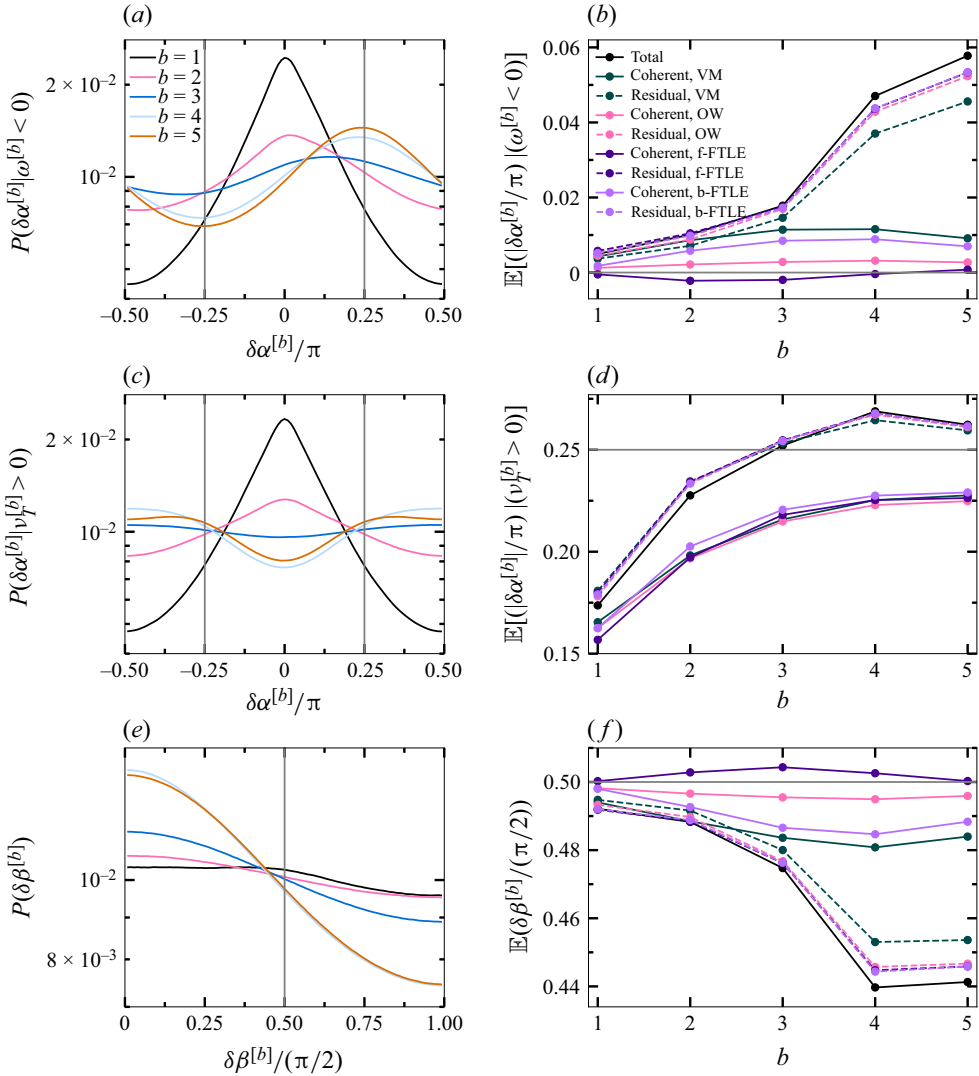 (a)
2 × 10⁻²
10⁻²
P(δα^[b]|ω^[b] < 0)
b = 1
b = 2
b = 3
b = 4
b = 5
−0.50 −0.25 0 0.25 0.50
δα^[b]/π
(b)
0.06
0.04
0.02
0
𝔼[(|δα^[b]/π)|(ω^[b] < 0)]
Total
Coherent, VM
Residual, VM
Coherent, OW
Residual, OW
Coherent, f-FTLE
Residual, f-FTLE
Coherent, b-FTLE
Residual, b-FTLE
1 2 3 4 5
b
(c)
2 × 10⁻²
10⁻²
P(δα^[b]|ν_T^[b] > 0)
−0.50 −0.25 0 0.25 0.50
δα^[b]/π
(d)
0.25
0.20
0.15
𝔼[(|δα^[b]|/π)|(ν_T^[b] > 0)]
1 2 3 4 5
b
(e)
10⁻²
8 × 10⁻³
P(δβ^[b])
0 0.25 0.50 0.75 1.00
δβ^[b]/(π/2)
(f)
0.50
0.48
0.46
0.44
𝔼(δβ^[b]/(π/2))
1 2 3 4 5
b